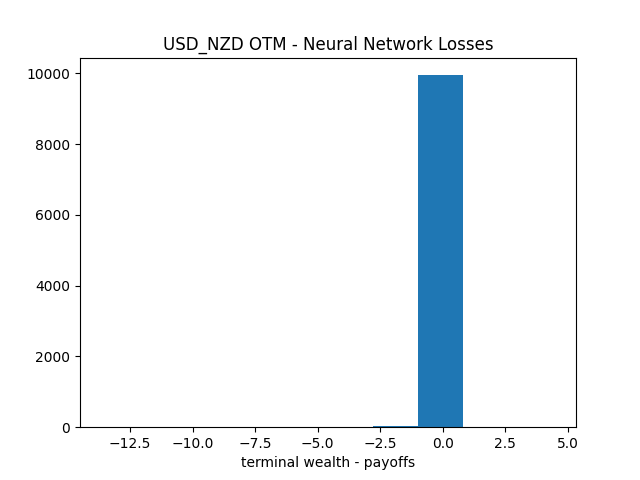 USD_NZD OTM - Neural Network Losses
10000
8000
6000
4000
2000
0
−12.5 −10.0 −7.5 −5.0 −2.5 0.0 2.5 5.0
terminal wealth - payoffs